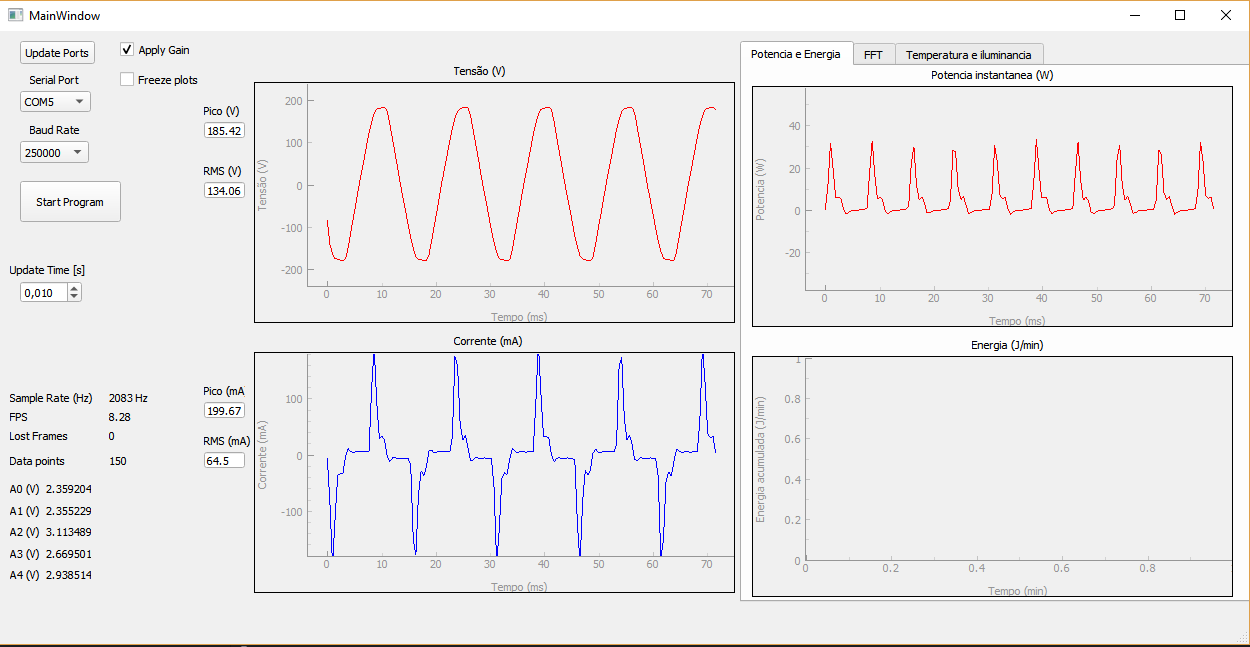 MainWindow
Update Ports
Apply Gain
Serial Port
Freeze plots
COM5
Baud Rate
250000
Start Program
Update Time [s]
0,010
Pico (V)
185.42
RMS (V)
134.06
Tensão (V)
Tensão (V)
200
100
0
-100
-200
0 10 20 30 40 50 60 70
Tempo (ms)
Sample Rate (Hz) 2083 Hz
FPS 8.28
Lost Frames 0
Data points 150
A0 (V) 2.359204
A1 (V) 2.355229
A2 (V) 3.113489
A3 (V) 2.669501
A4 (V) 2.938514
Pico (mA
199.67
RMS (mA)
64.5
Corrente (mA)
Corrente (mA)
100
0
-100
0 10 20 30 40 50 60 70
Tempo (ms)
Potencia e Energia FFT Temperatura e iluminancia
Potencia instantanea (W)
Potencia (W)
40
20
0
-20
0 10 20 30 40 50 60 70
Tempo (ms)
Energia (J/min)
Energia acumulada (J/min)
1
0.8
0.6
0.4
0.2
0
0 0.2 0.4 0.6 0.8
Tempo (min)